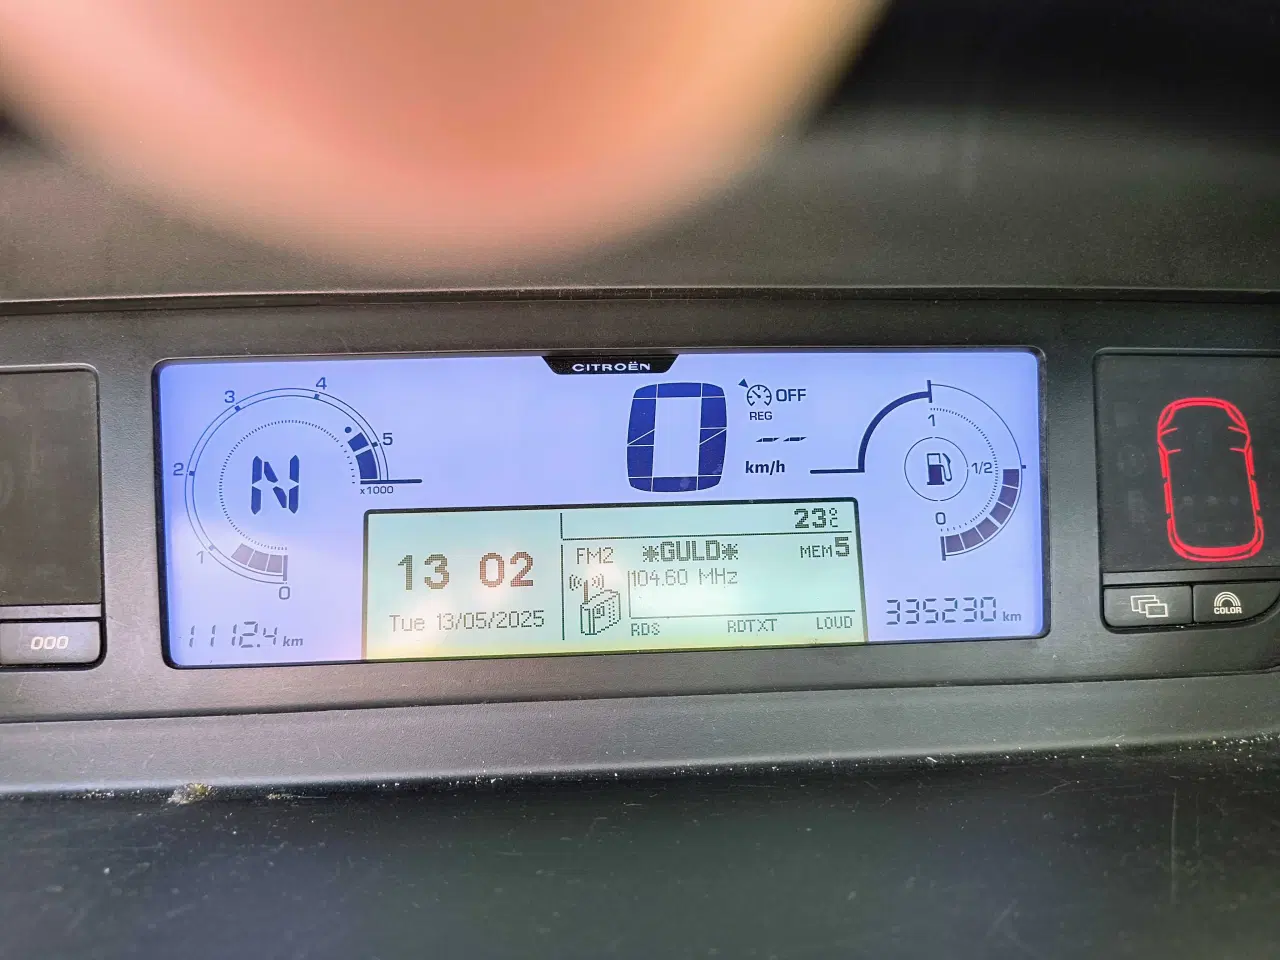 CITROËN
4
3
5
2
x1000
1
0
N
0
OFF
REG
--
km/h
1
1/2
0
23°C
13 02
FM2 *GULD* MEM5
104.60 MHz
Tue 13/05/2025
RDS RDTXT LOUD
1112.4 km
335230 km
000
COLOR